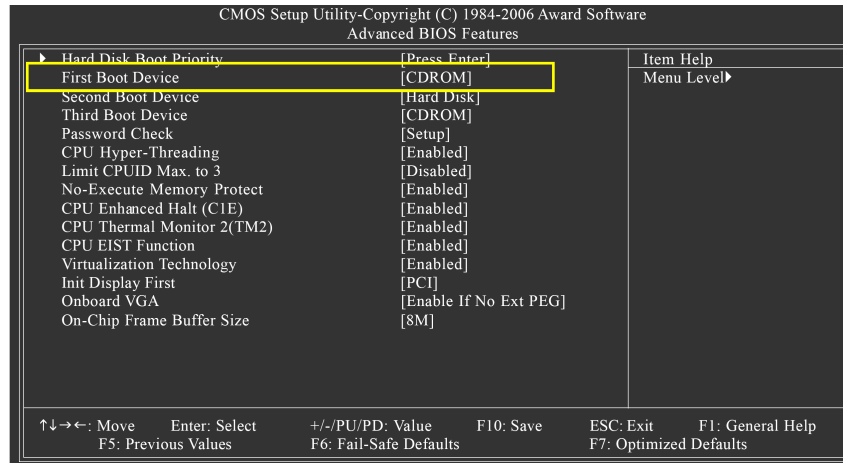 CMOS Setup Utility-Copyright (C) 1984-2006 Award Software
Advanced BIOS Features
Hard Disk Boot Priority [Press Enter] Item Help
First Boot Device [CDROM] Menu Level
Second Boot Device [Hard Disk]
Third Boot Device [CDROM]
Password Check [Setup]
CPU Hyper-Threading [Enabled]
Limit CPUID Max. to 3 [Disabled]
No-Execute Memory Protect [Enabled]
CPU Enhanced Halt (C1E) [Enabled]
CPU Thermal Monitor 2(TM2) [Enabled]
CPU EIST Function [Enabled]
Virtualization Technology [Enabled]
Init Display First [PCI]
Onboard VGA [Enable If No Ext PEG]
On-Chip Frame Buffer Size [8M]
↑↓→←: Move Enter: Select +/-/PU/PD: Value F10: Save ESC: Exit F1: General Help
F5: Previous Values F6: Fail-Safe Defaults F7: Optimized Defaults